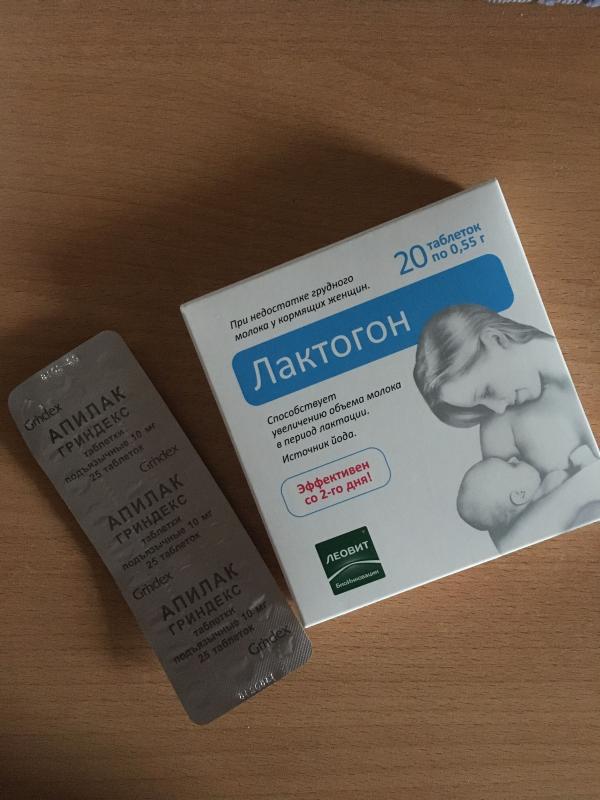 20 таблеток
по 0,55 г
При недостатке грудного
молока у кормящих женщин.
Лактогон
Способствует
увеличению объема молока
в период лактации.
Источник йода.
Эффективен
со 2-го дня!
ЛЕОВИТ
БиоИнновации
Grindex
АПИЛАК
ГРИНДЕКС
таблетки
подъязычные 10 мг
25 таблеток
Grindex
АПИЛАК
ГРИНДЕКС
таблетки
подъязычные 10 мг
25 таблеток
Grindex
АПИЛАК
ГРИНДЕКС
таблетки
подъязычные 10 мг
25 таблеток
Grindex